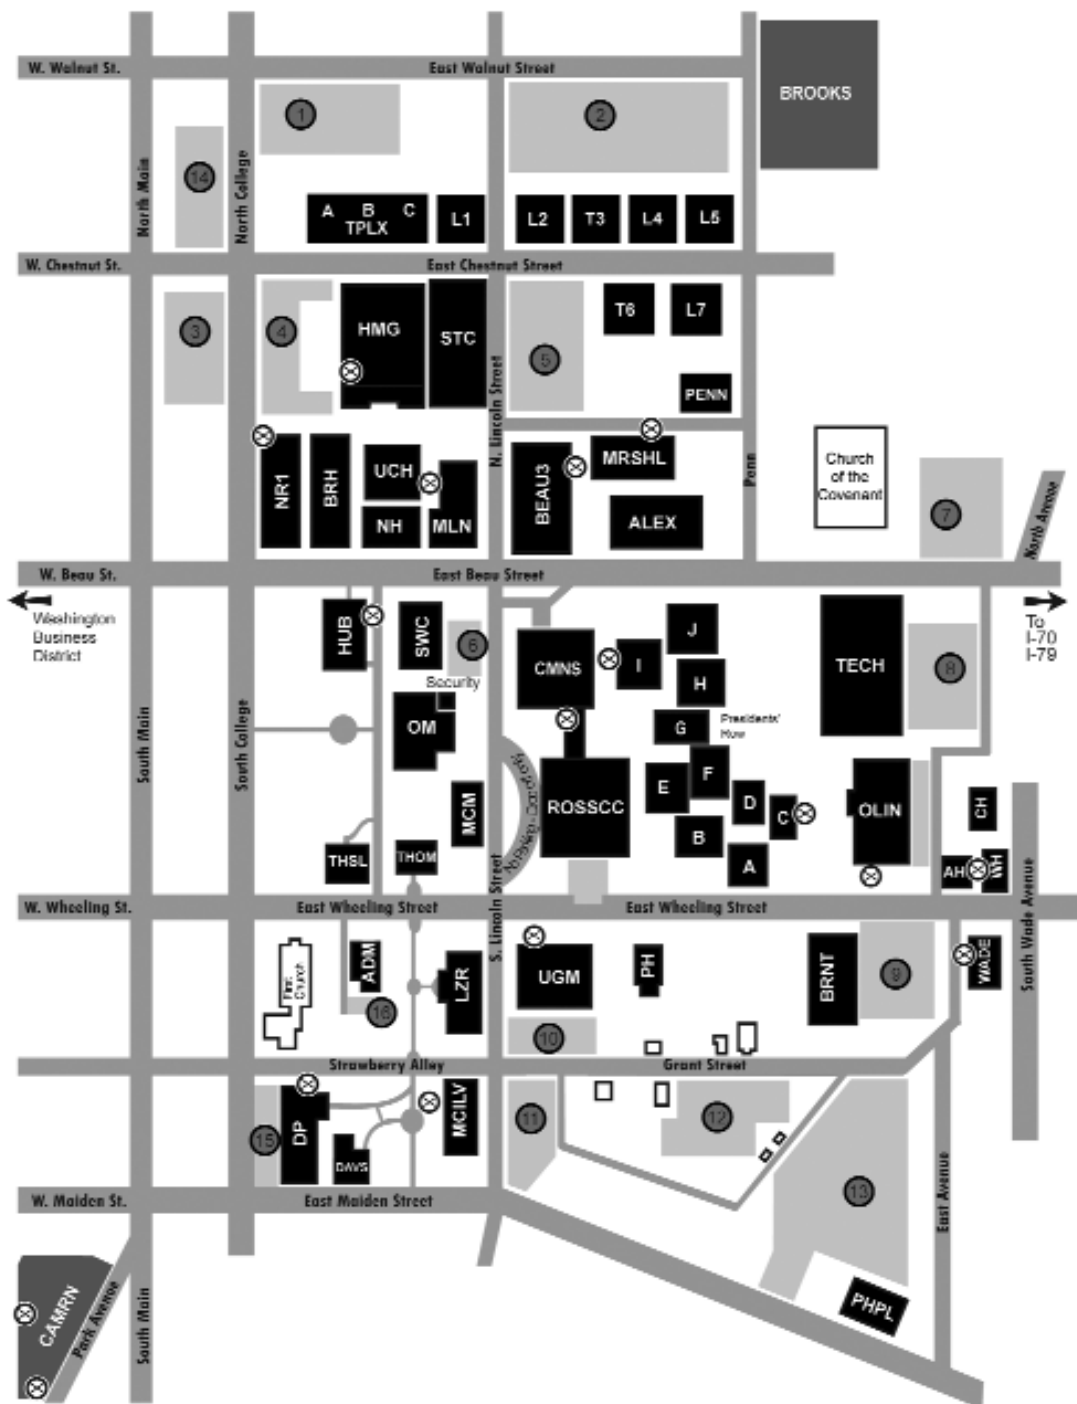 W. Walnut St.
East Walnut Street
BROOKS
1
2
14
North Main
North College
A B C
TPLX
L1
L2
T3
L4
L5
W. Chestnut St.
East Chestnut Street
3
4
HMG
STC
N. Lincoln Street
5
T6
L7
PENN
NR1
BRH
UCH
NH
MLN
BEAU3
MRSHL
ALEX
Penn
Church
of the
Covenant
7
North Avenue
W. Beau St.
East Beau Street
Washington
Business
District
To
I-70
I-79
HUB
SWC
6
Security
CMNS
I
J
H
TECH
8
South Main
South College
OM
G
Presidents'
Row
MCM
ROSSCC
E
F
D
C
B
A
OLIN
CH
THSL
THOM
AH
WH
S. Lincoln Street
South Wade Avenue
W. Wheeling St.
East Wheeling Street
East Wheeling Street
First
Church
ADM
16
LZR
UGM
PH
BRNT
9
WADE
10
Strawberry Alley
Grant Street
15
DP
DAVS
MCILV
11
12
13
East Avenue
W. Maiden St.
East Maiden Street
CAMRN
Park Avenue
South Main
PHPL